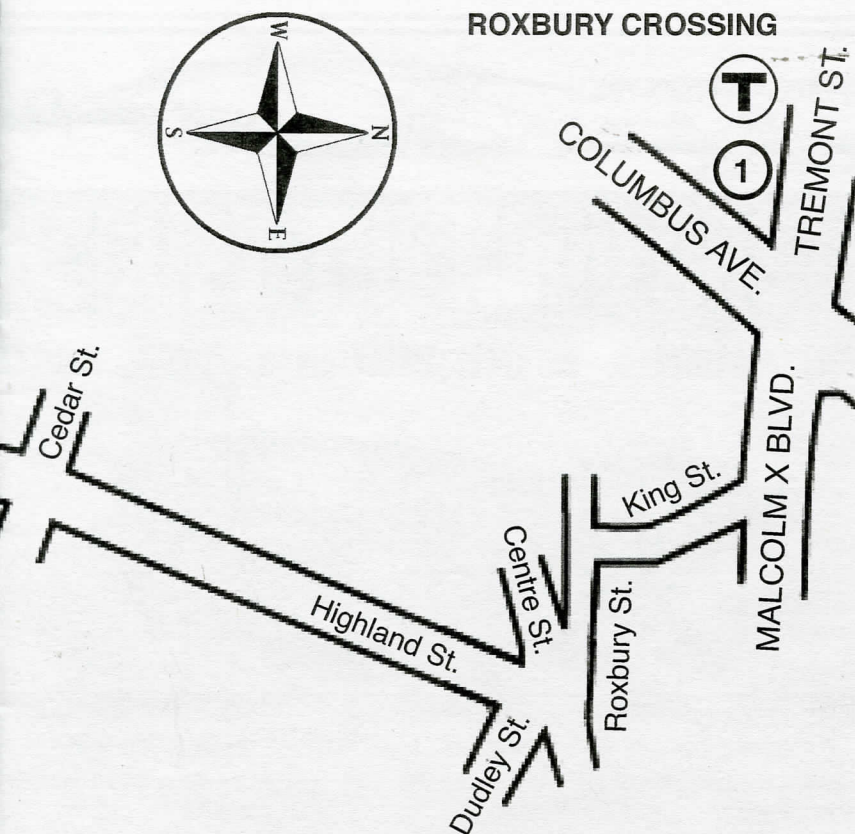 ROXBURY CROSSING
W
N
S
E
T
1
TREMONT ST.
COLUMBUS AVE.
Cedar St.
MALCOLM X BLVD.
King St.
Centre St.
Highland St.
Roxbury St.
Dudley St.